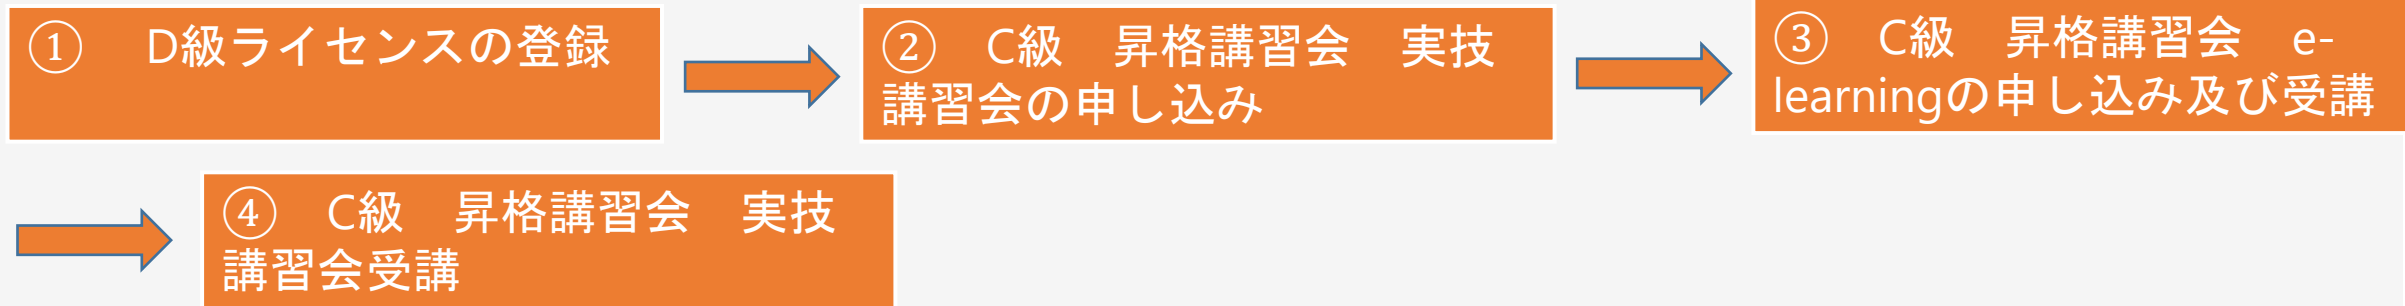 ①　D級ライセンスの登録
②　C級　昇格講習会　実技
講習会の申し込み
③　C級　昇格講習会　e-
learningの申し込み及び受講
④　C級　昇格講習会　実技
講習会受講